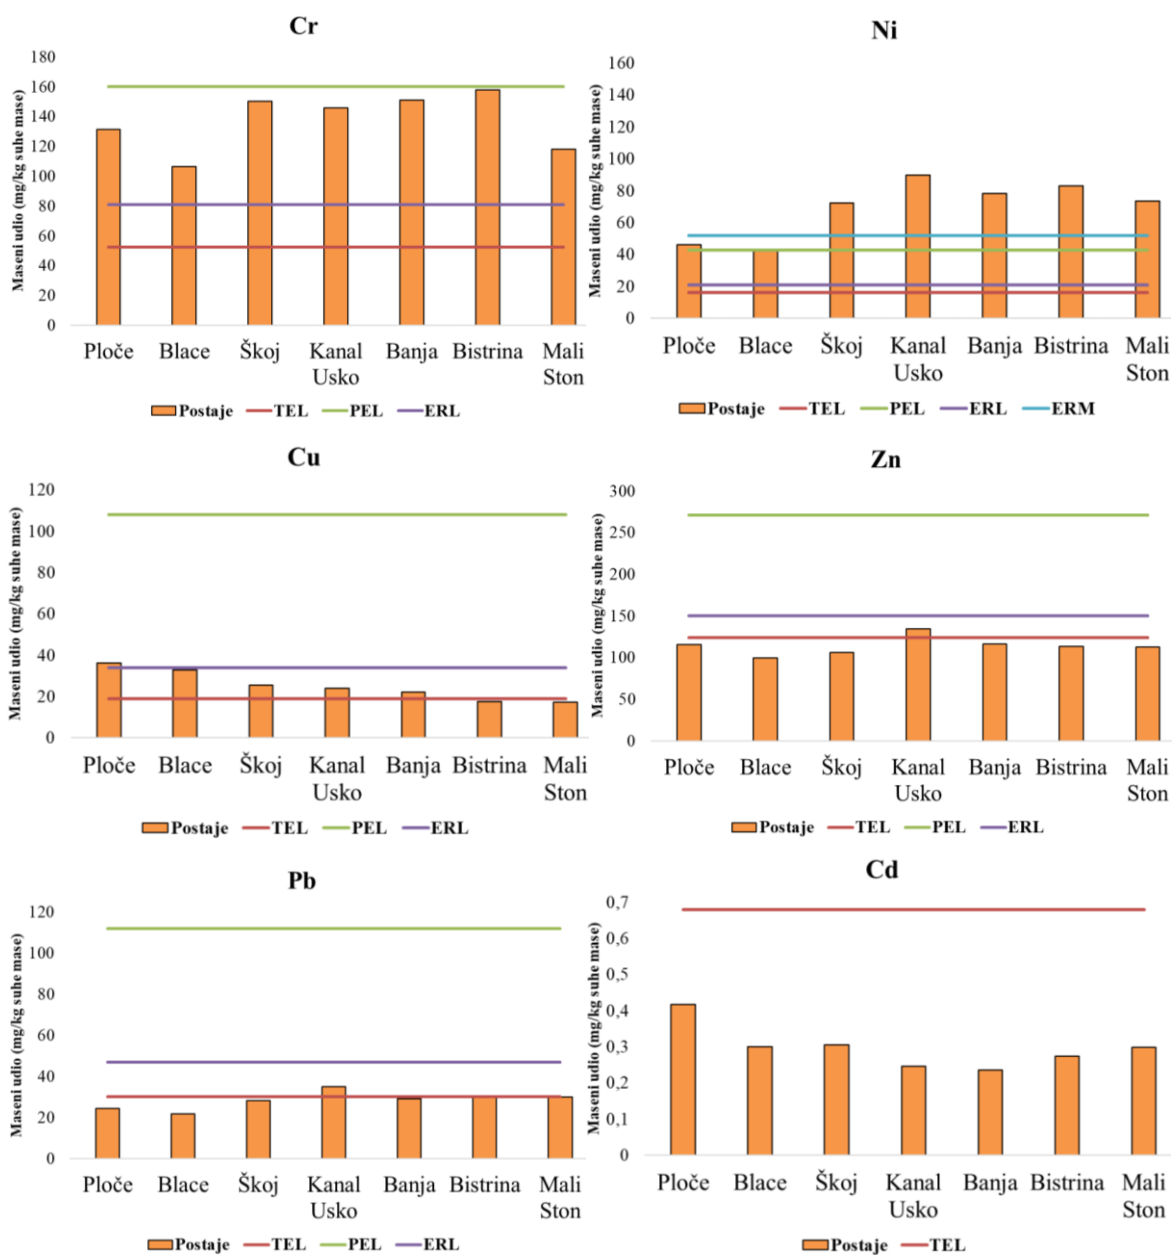 Cr
Maseni udio (mg/kg suhe mase)
180
160
140
120
100
80
60
40
20
0
Ploče Blace Škoj Kanal Usko Banja Bistrina Mali Ston
Postaje TEL PEL ERL
Ni
Maseni udio (mg/kg suhe mase)
160
140
120
100
80
60
40
20
0
Ploče Blace Škoj Kanal Usko Banja Bistrina Mali Ston
Postaje TEL PEL ERL ERM
Cu
Maseni udio (mg/kg suhe mase)
120
100
80
60
40
20
0
Ploče Blace Škoj Kanal Usko Banja Bistrina Mali Ston
Postaje TEL PEL ERL
Zn
Maseni udio (mg/kg suhe mase)
300
250
200
150
100
50
0
Ploče Blace Škoj Kanal Usko Banja Bistrina Mali Ston
Postaje TEL PEL ERL
Pb
Maseni udio (mg/kg suhe mase)
120
100
80
60
40
20
0
Ploče Blace Škoj Kanal Usko Banja Bistrina Mali Ston
Postaje TEL PEL ERL
Cd
Maseni udio (mg/kg suhe mase)
0,7
0,6
0,5
0,4
0,3
0,2
0,1
0
Ploče Blace Škoj Kanal Usko Banja Bistrina Mali Ston
Postaje TEL